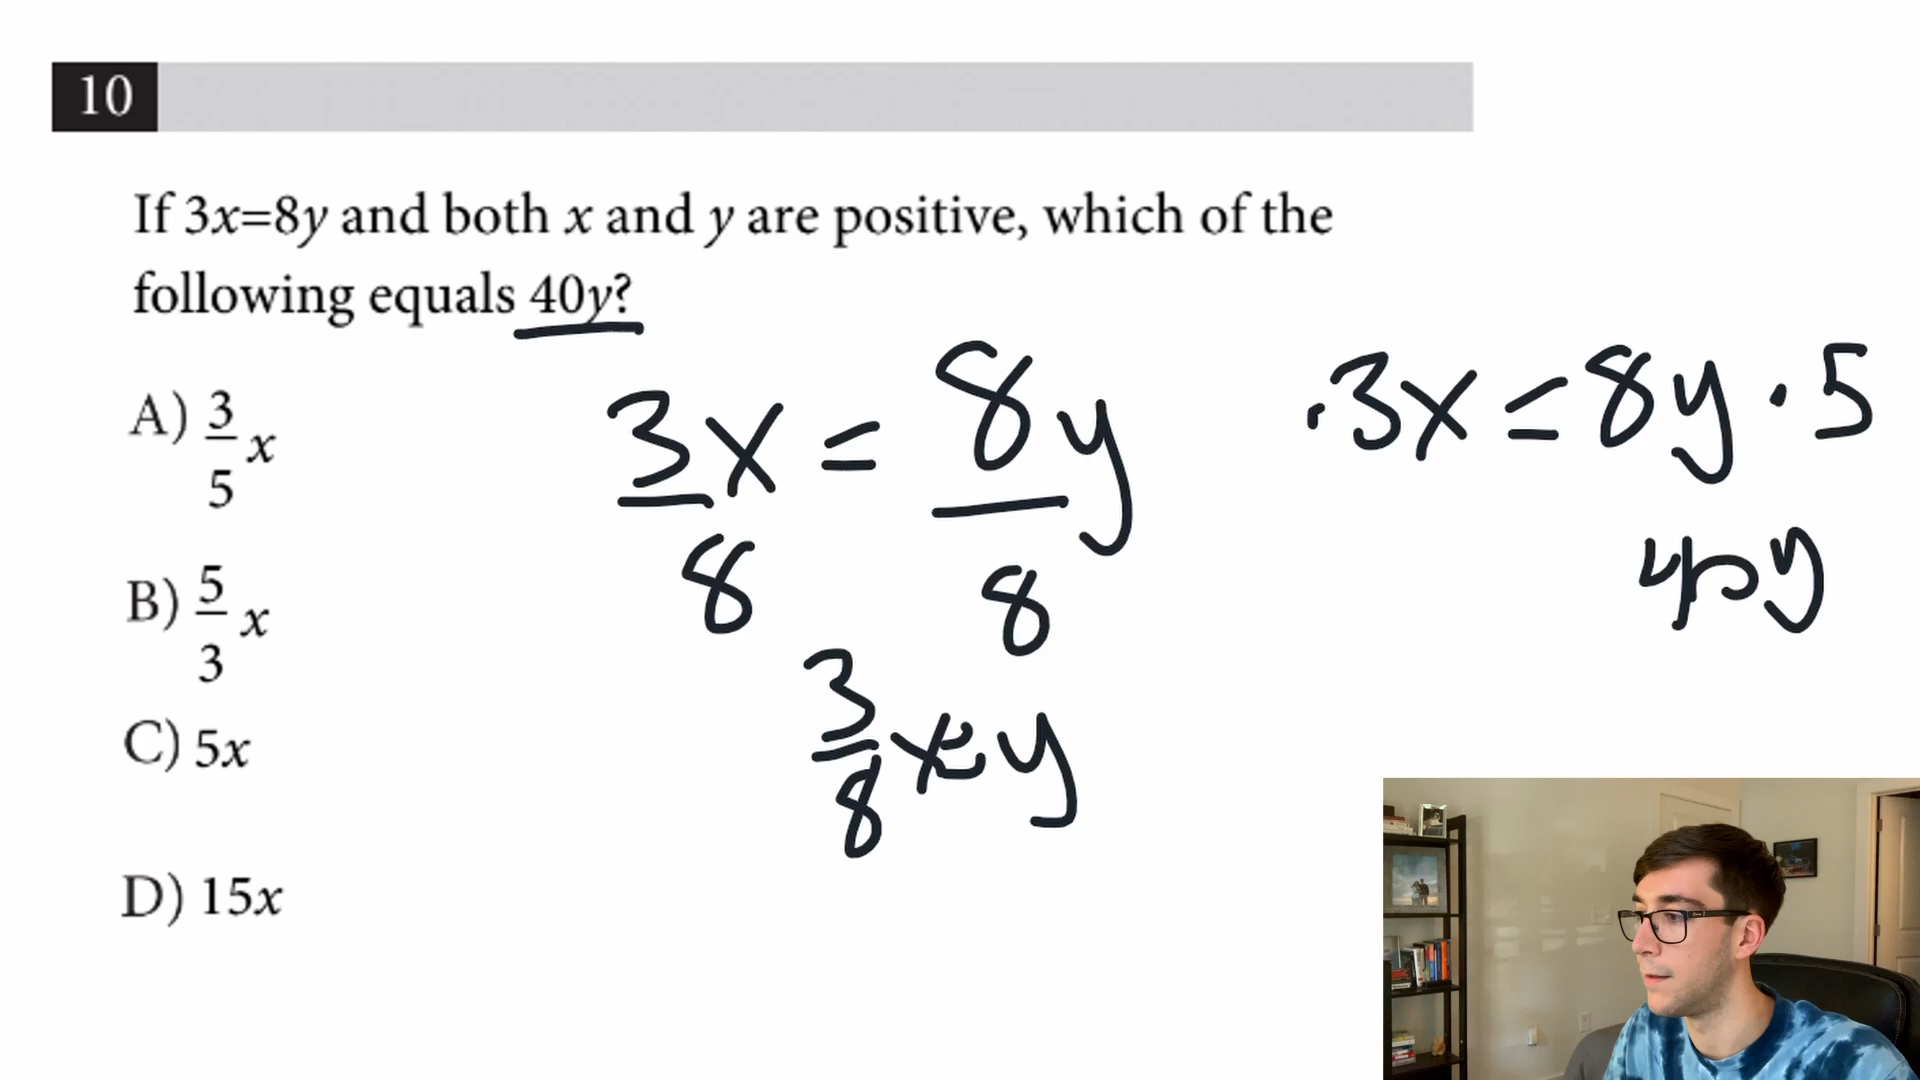 10
If 3x=8y and both x and y are positive, which of the
following equals 40y?
A) 3/5 x
B) 5/3 x
C) 5x
D) 15x
3x/8 = 8y/8
3/8 x = y
·3x = 8y · 5
40y